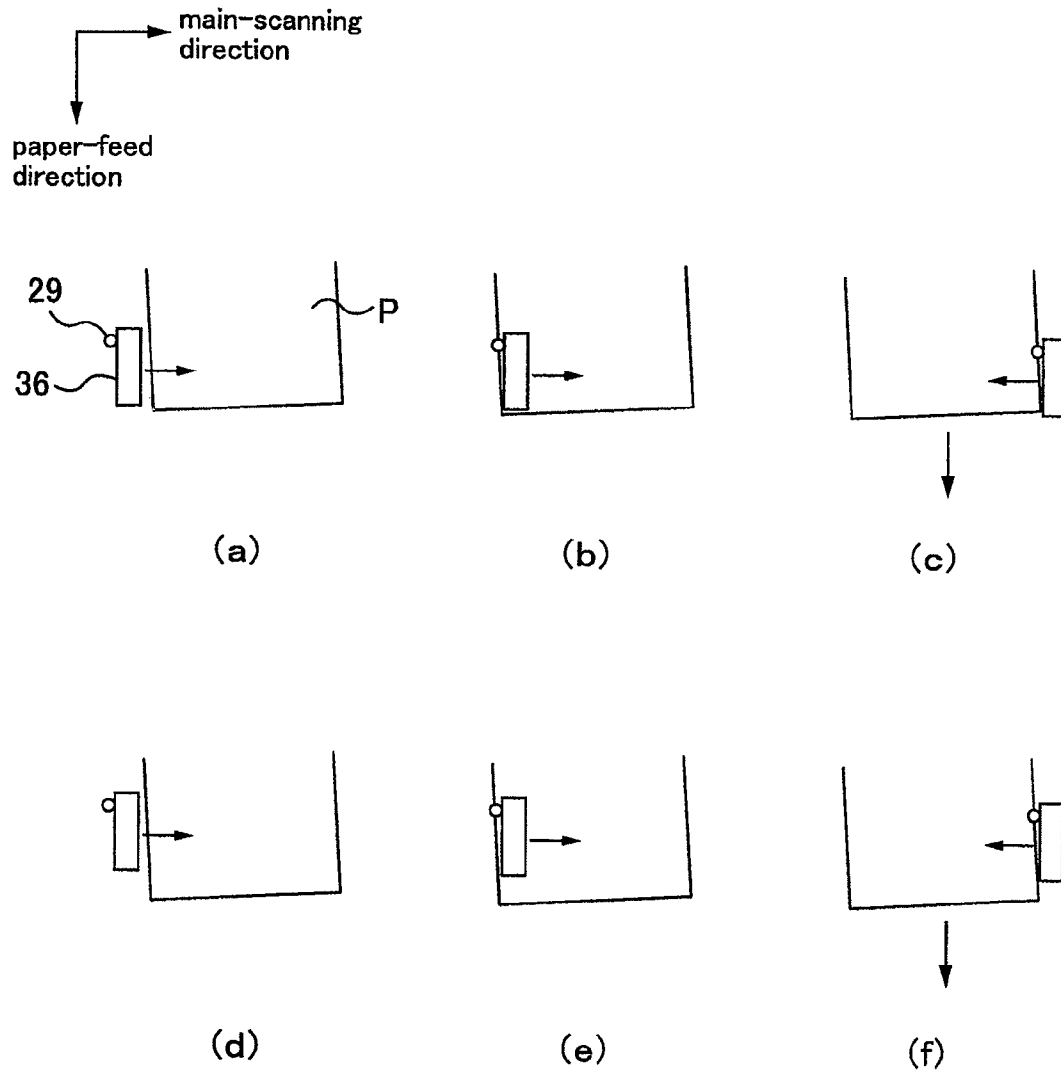 main-scanning
direction
paper-feed
direction
29
P
36
(a)
(b)
(c)
(d)
(e)
(f)